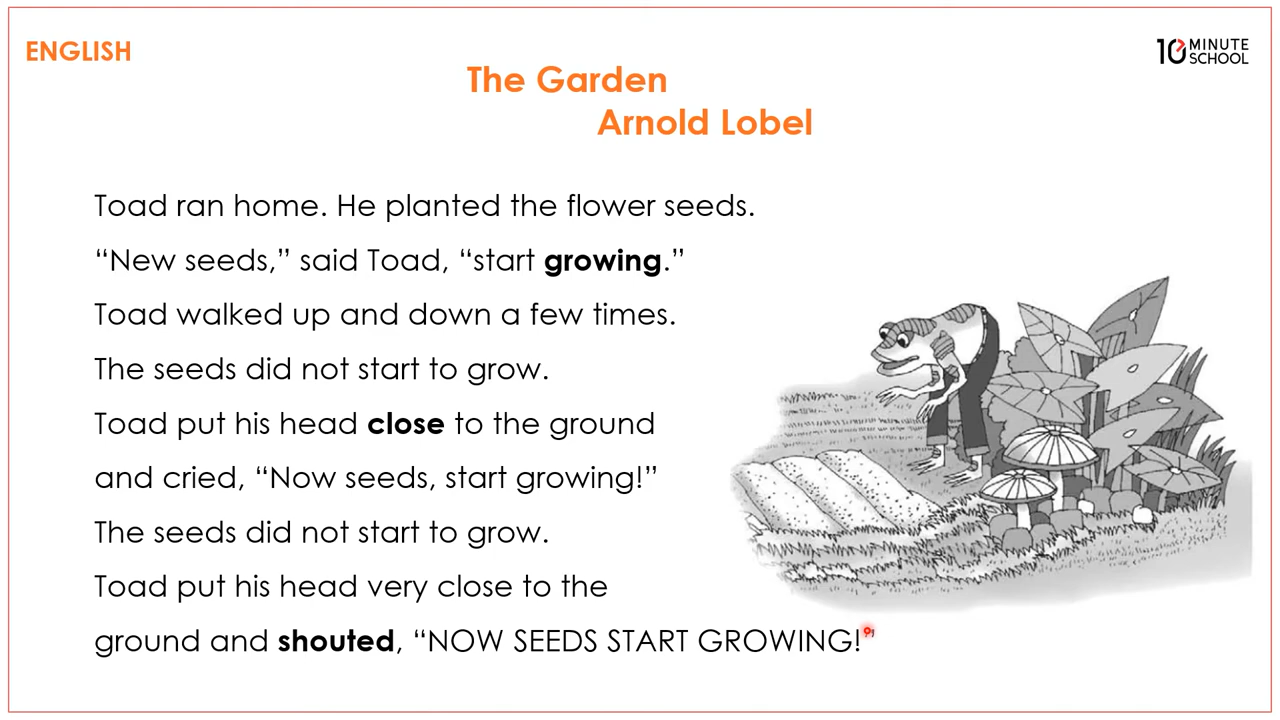 ENGLISH
10 MINUTE
SCHOOL
The Garden
Arnold Lobel
Toad ran home. He planted the flower seeds.
“New seeds,” said Toad, “start growing.”
Toad walked up and down a few times.
The seeds did not start to grow.
Toad put his head close to the ground
and cried, “Now seeds, start growing!”
The seeds did not start to grow.
Toad put his head very close to the
ground and shouted, “NOW SEEDS START GROWING!”